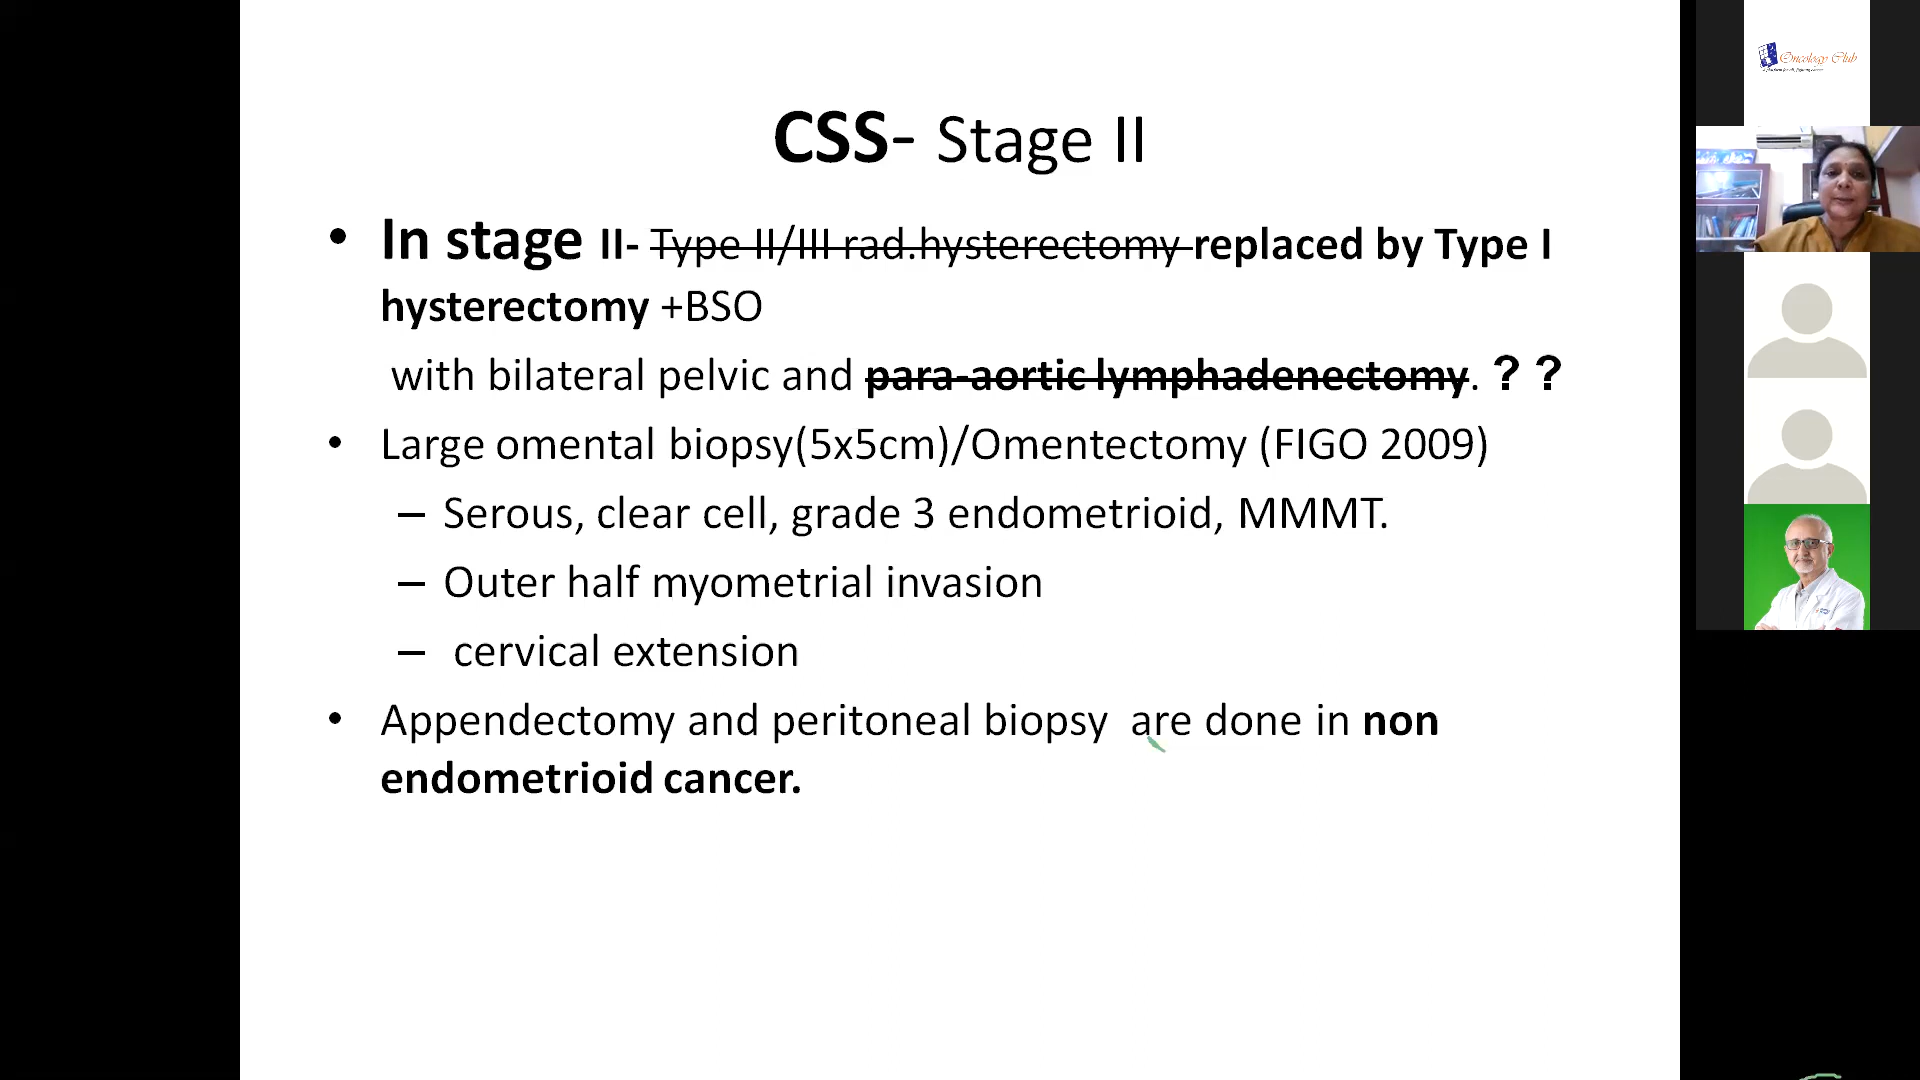 CSS- Stage II
• In stage II- Type II/III rad.hysterectomy replaced by Type I
hysterectomy +BSO
with bilateral pelvic and para-aortic lymphadenectomy. ? ?
• Large omental biopsy(5x5cm)/Omentectomy (FIGO 2009)
– Serous, clear cell, grade 3 endometrioid, MMMT.
– Outer half myometrial invasion
– cervical extension
• Appendectomy and peritoneal biopsy are done in non
endometrioid cancer.
Oncology Club